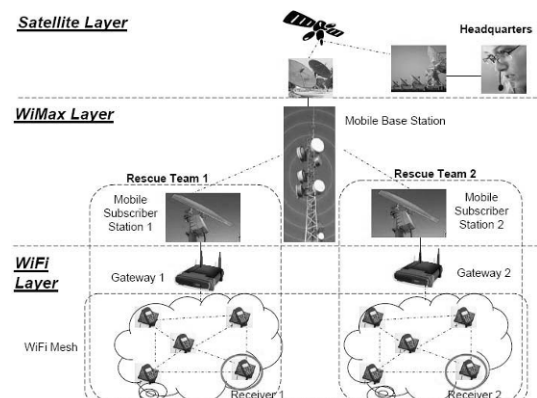 Satellite Layer
Headquarters
WiMax Layer
Mobile Base Station
Rescue Team 1
Rescue Team 2
Mobile
Subscriber
Station 1
Mobile
Subscriber
Station 2
WiFi
Layer
Gateway 1
Gateway 2
WiFi Mesh
Receiver 1
Receiver 2